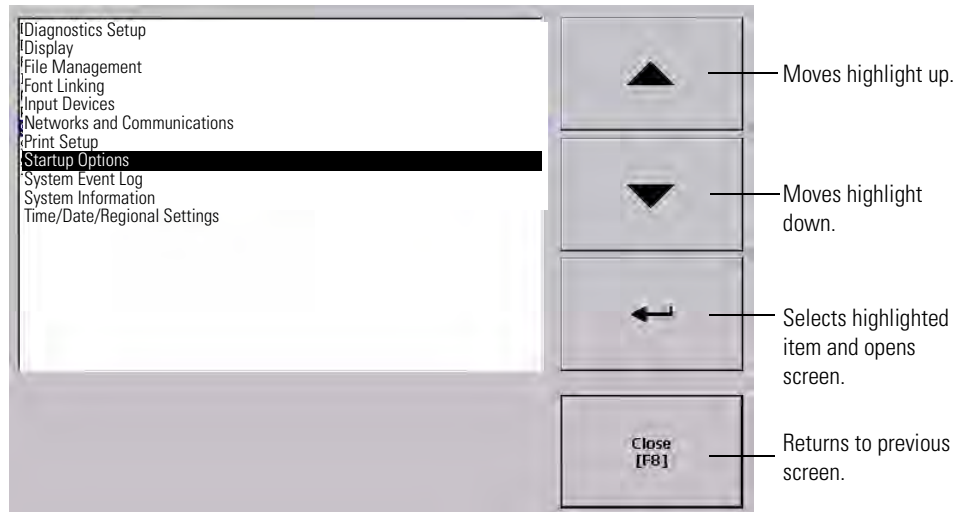 Diagnostics Setup
Display
File Management
Font Linking
Input Devices
Networks and Communications
Print Setup
Startup Options
System Event Log
System Information
Time/Date/Regional Settings
Moves highlight up.
Moves highlight
down.
Selects highlighted
item and opens
screen.
Close
[F8]
Returns to previous
screen.